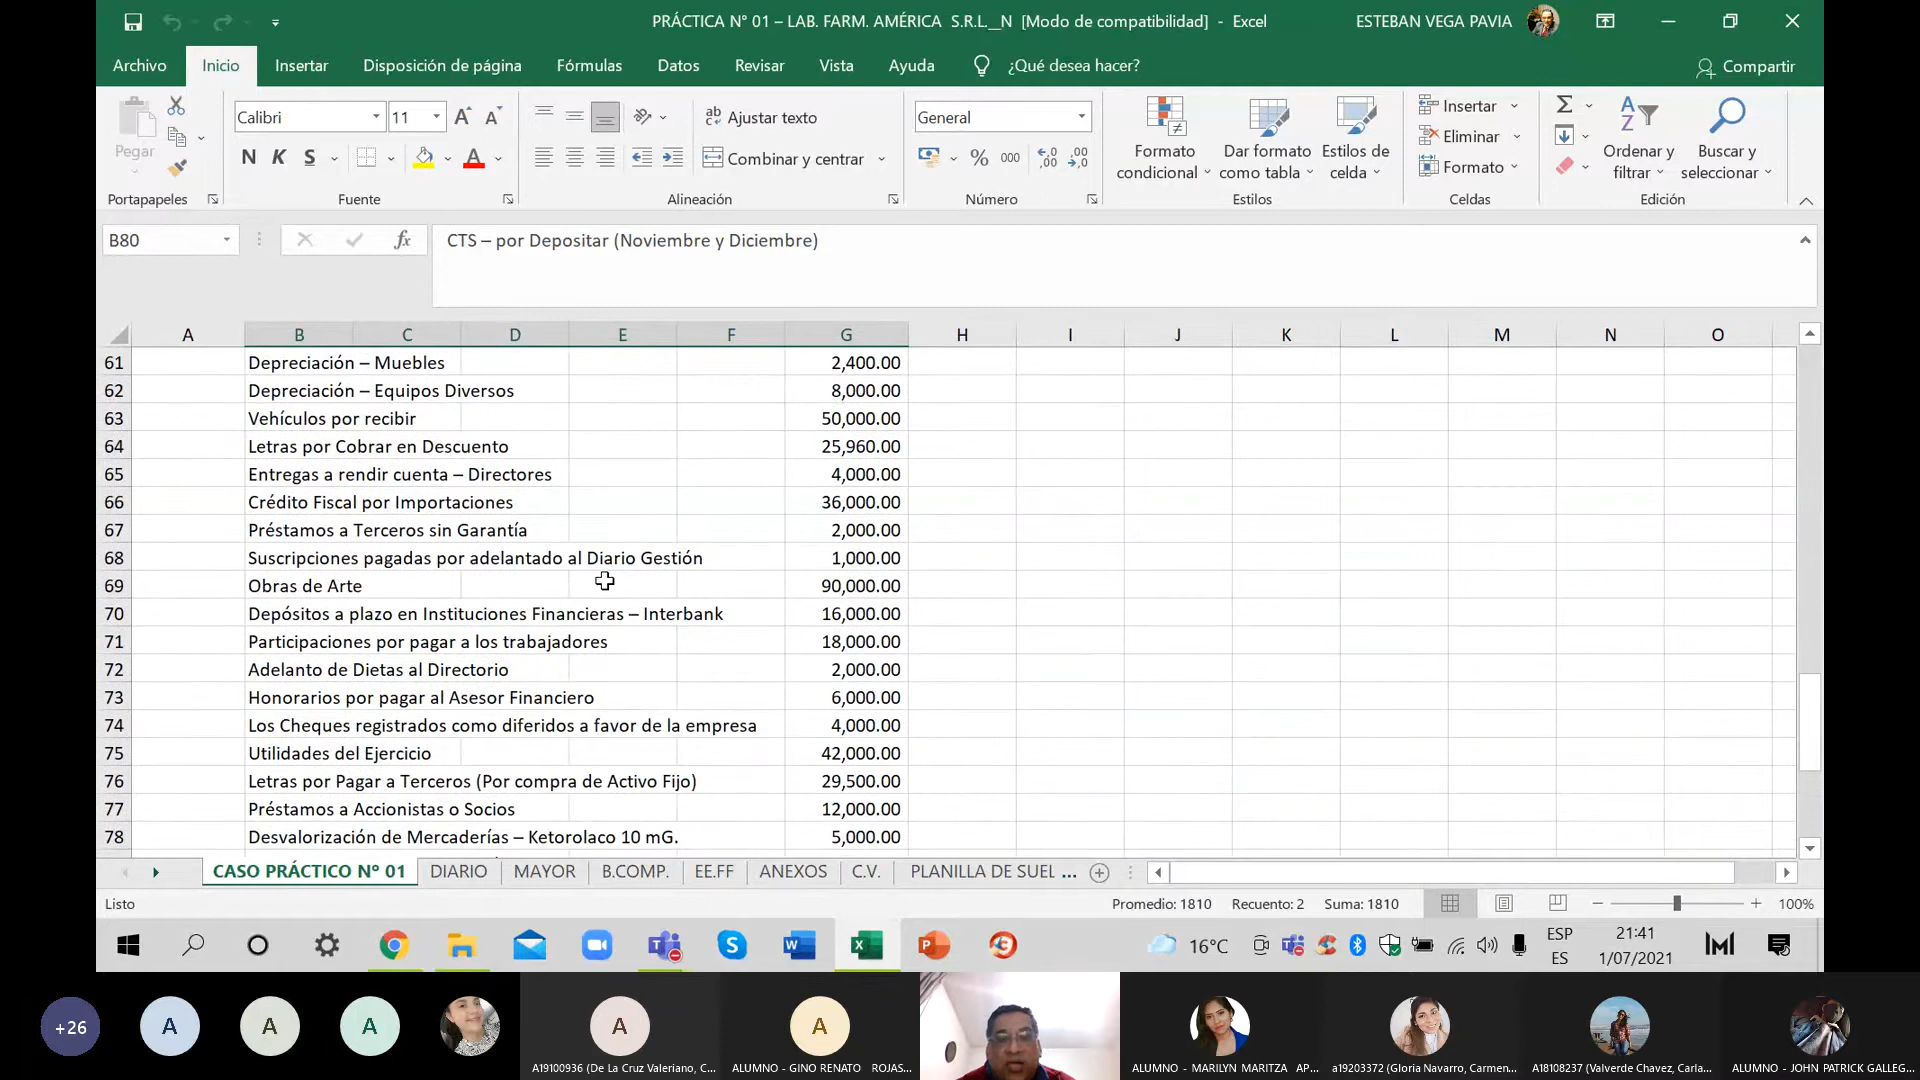 PRÁCTICA N° 01 – LAB. FARM. AMÉRICA S.R.L__N [Modo de compatibilidad] - Excel
ESTEBAN VEGA PAVIA
Archivo Inicio Insertar Disposición de página Fórmulas Datos Revisar Vista Ayuda ¿Qué desea hacer? Compartir
Pegar
Portapapeles
Calibri 11
N K S
Fuente
Ajustar texto
Combinar y centrar
Alineación
General
% 000
Número
Formato condicional
Dar formato como tabla
Estilos de celda
Estilos
Insertar
Eliminar
Formato
Celdas
Ordenar y filtrar
Buscar y seleccionar
Edición
B80 fx CTS – por Depositar (Noviembre y Diciembre)
A B C D E F G H I J K L M N O
61 Depreciación – Muebles 2,400.00
62 Depreciación – Equipos Diversos 8,000.00
63 Vehículos por recibir 50,000.00
64 Letras por Cobrar en Descuento 25,960.00
65 Entregas a rendir cuenta – Directores 4,000.00
66 Crédito Fiscal por Importaciones 36,000.00
67 Préstamos a Terceros sin Garantía 2,000.00
68 Suscripciones pagadas por adelantado al Diario Gestión 1,000.00
69 Obras de Arte 90,000.00
70 Depósitos a plazo en Instituciones Financieras – Interbank 16,000.00
71 Participaciones por pagar a los trabajadores 18,000.00
72 Adelanto de Dietas al Directorio 2,000.00
73 Honorarios por pagar al Asesor Financiero 6,000.00
74 Los Cheques registrados como diferidos a favor de la empresa 4,000.00
75 Utilidades del Ejercicio 42,000.00
76 Letras por Pagar a Terceros (Por compra de Activo Fijo) 29,500.00
77 Préstamos a Accionistas o Socios 12,000.00
78 Desvalorización de Mercaderías – Ketorolaco 10 mG. 5,000.00
CASO PRÁCTICO Nº 01 DIARIO MAYOR B.COMP. EE.FF ANEXOS C.V. PLANILLA DE SUEL ...
Listo Promedio: 1810 Recuento: 2 Suma: 1810 100%
16°C
ESP
ES
21:41
1/07/2021
+26
A
A
A
A
A
A19100936 (De La Cruz Valeriano, C...
ALUMNO - GINO RENATO ROJAS...
ALUMNO - MARILYN MARITZA AP...
a19203372 (Gloria Navarro, Carmen...
A18108237 (Valverde Chavez, Carla...
ALUMNO - JOHN PATRICK GALLEG...